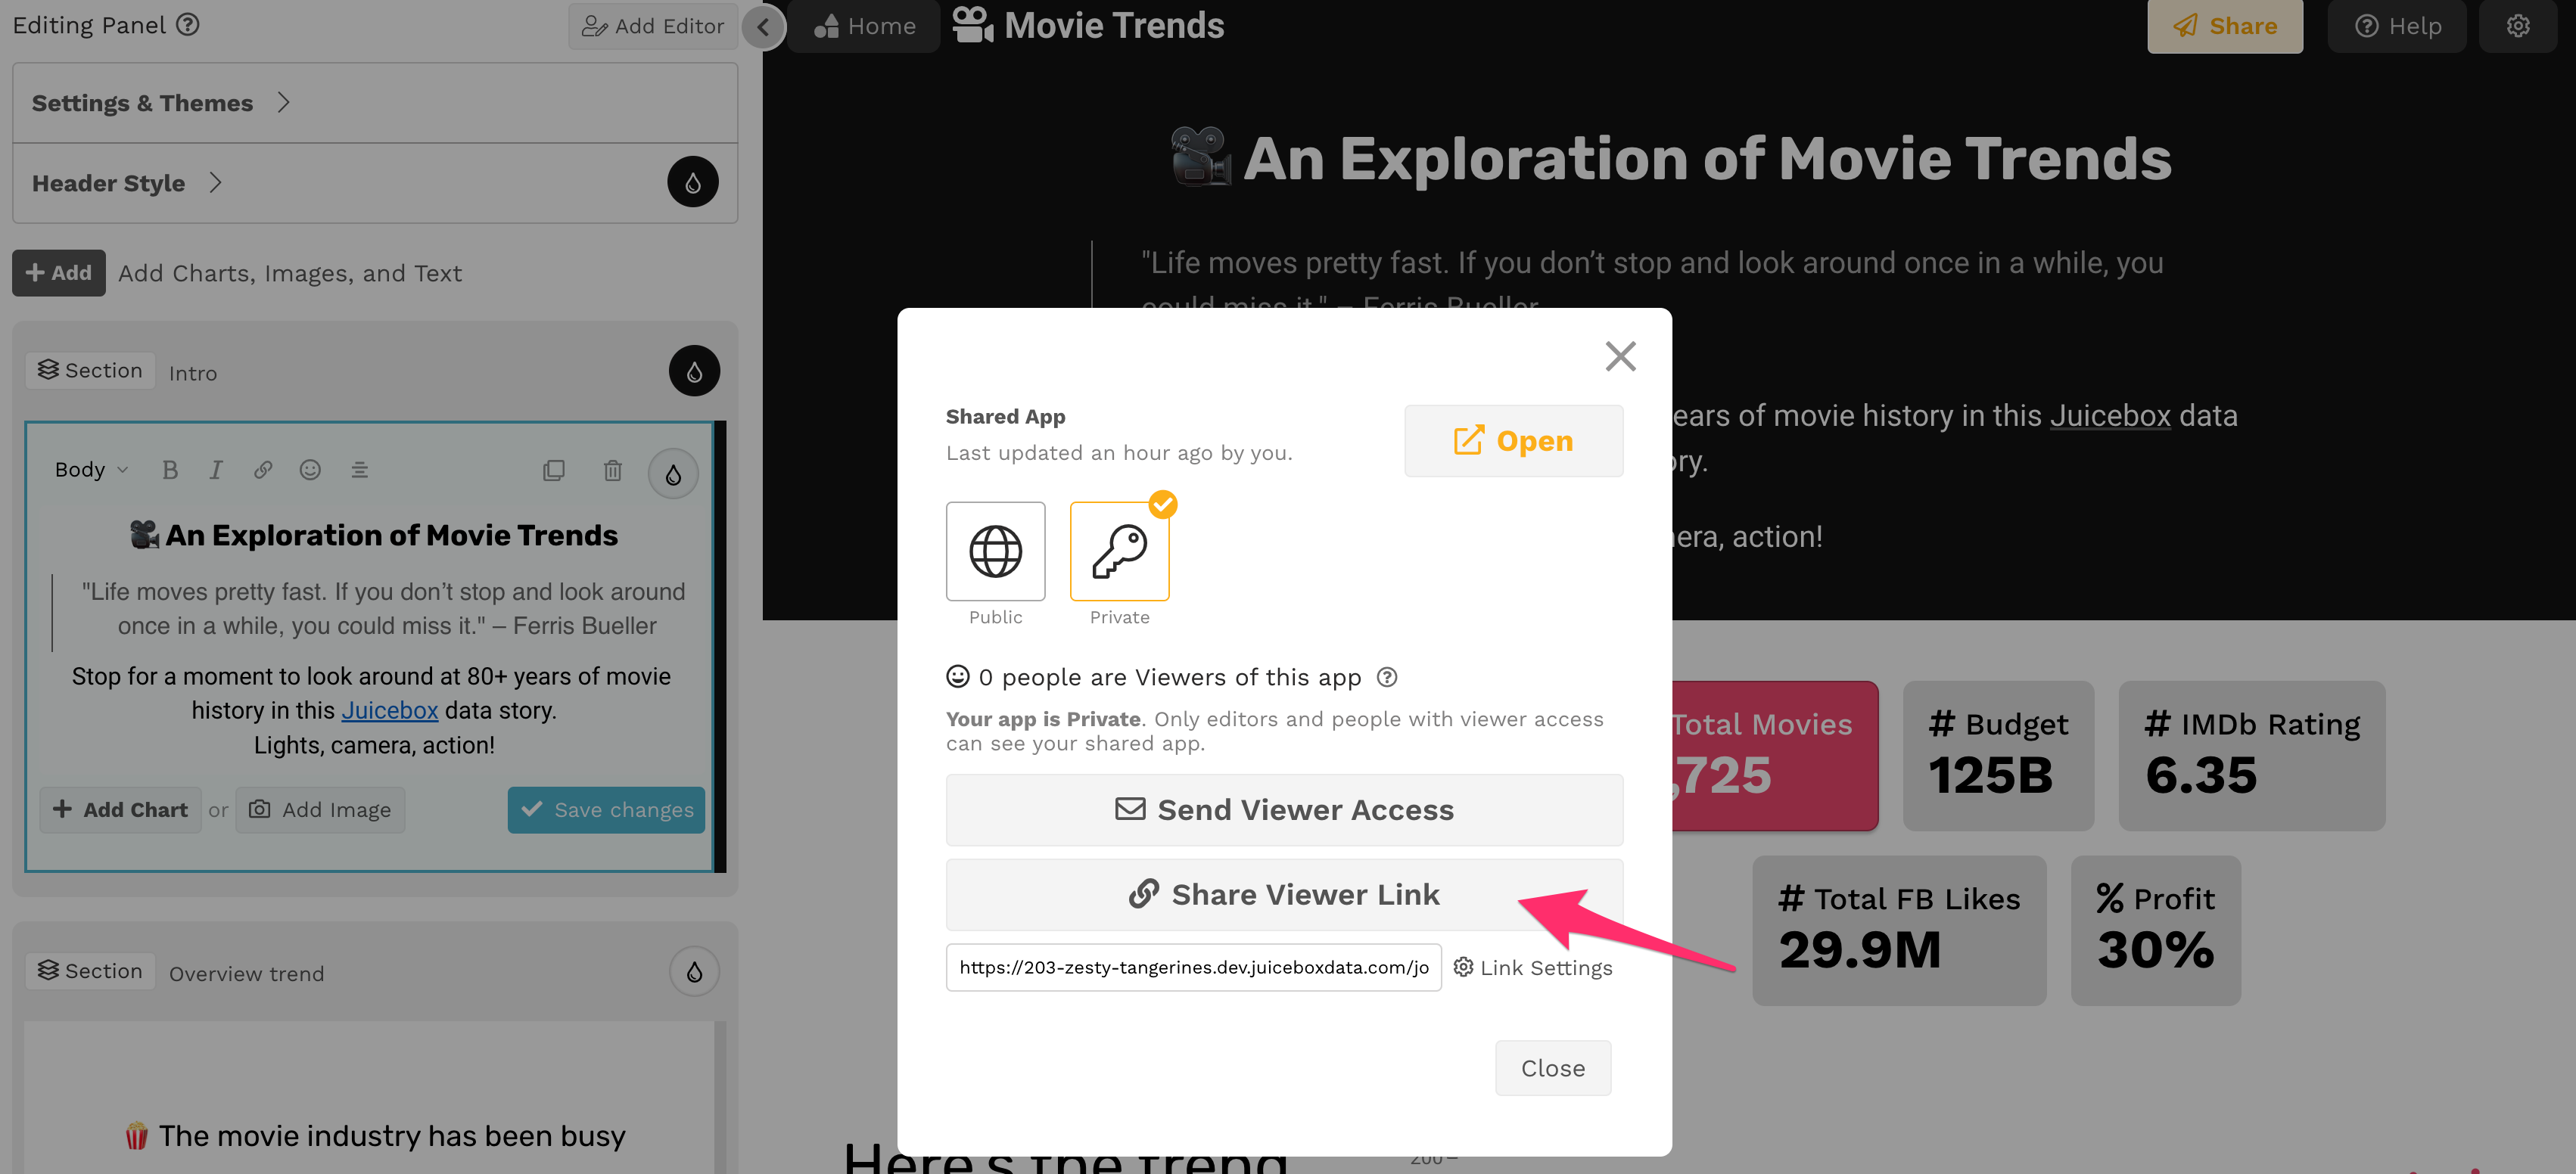 Editing Panel
Add Editor
Home
Movie Trends
Share
Help
Settings & Themes
Header Style
Add
Add Charts, Images, and Text
Section
Intro
Body
B
I
An Exploration of Movie Trends
"Life moves pretty fast. If you don’t stop and look around
once in a while, you could miss it." – Ferris Bueller
Stop for a moment to look around at 80+ years of movie
history in this Juicebox data story.
Lights, camera, action!
Add Chart
or
Add Image
Save changes
Section
Overview trend
The movie industry has been busy
An Exploration of Movie Trends
"Life moves pretty fast. If you don’t stop and look around once in a while, you
could miss it." – Ferris Bueller
ears of movie history in this Juicebox data
ory.
era, action!
Shared App
Last updated an hour ago by you.
Open
Public
Private
0 people are Viewers of this app
Your app is Private. Only editors and people with viewer access
can see your shared app.
Send Viewer Access
Share Viewer Link
https://203-zesty-tangerines.dev.juiceboxdata.com/jo
Link Settings
Close
Total Movies
,725
# Budget
125B
# IMDb Rating
6.35
# Total FB Likes
29.9M
% Profit
30%
Here's the trend
200